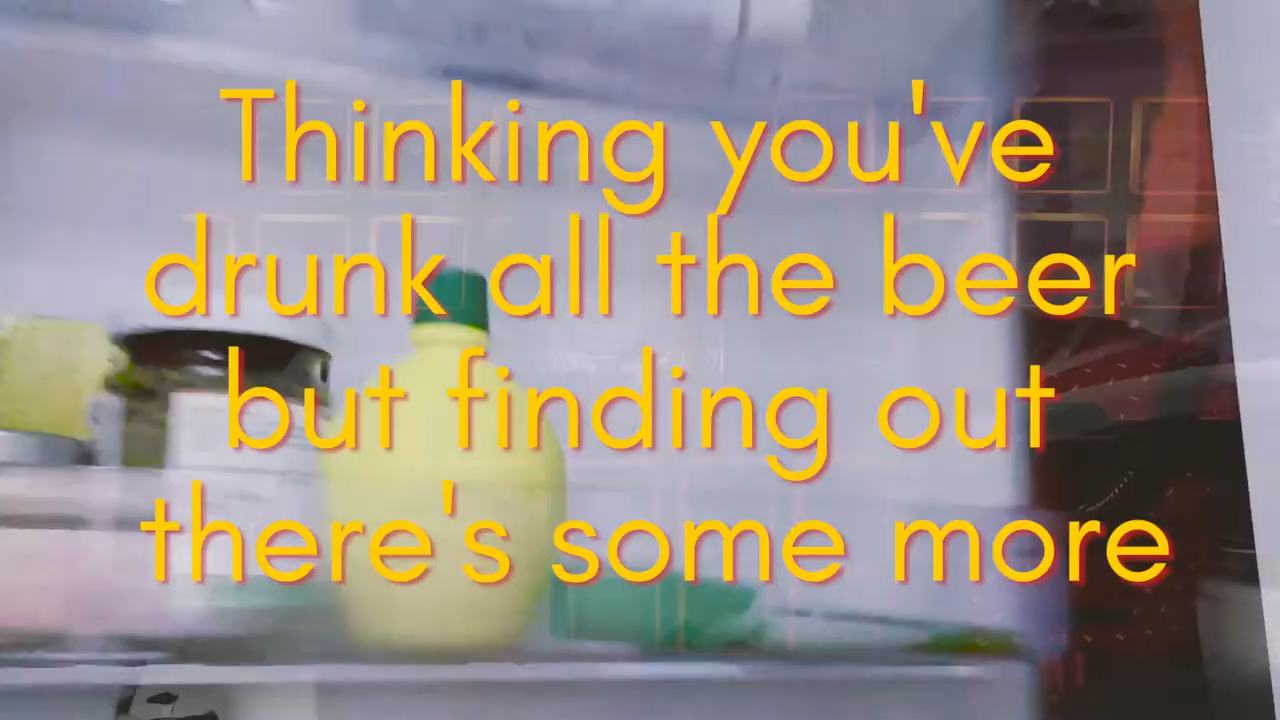 Thinking you've
drunk all the beer
but finding out
there's some more